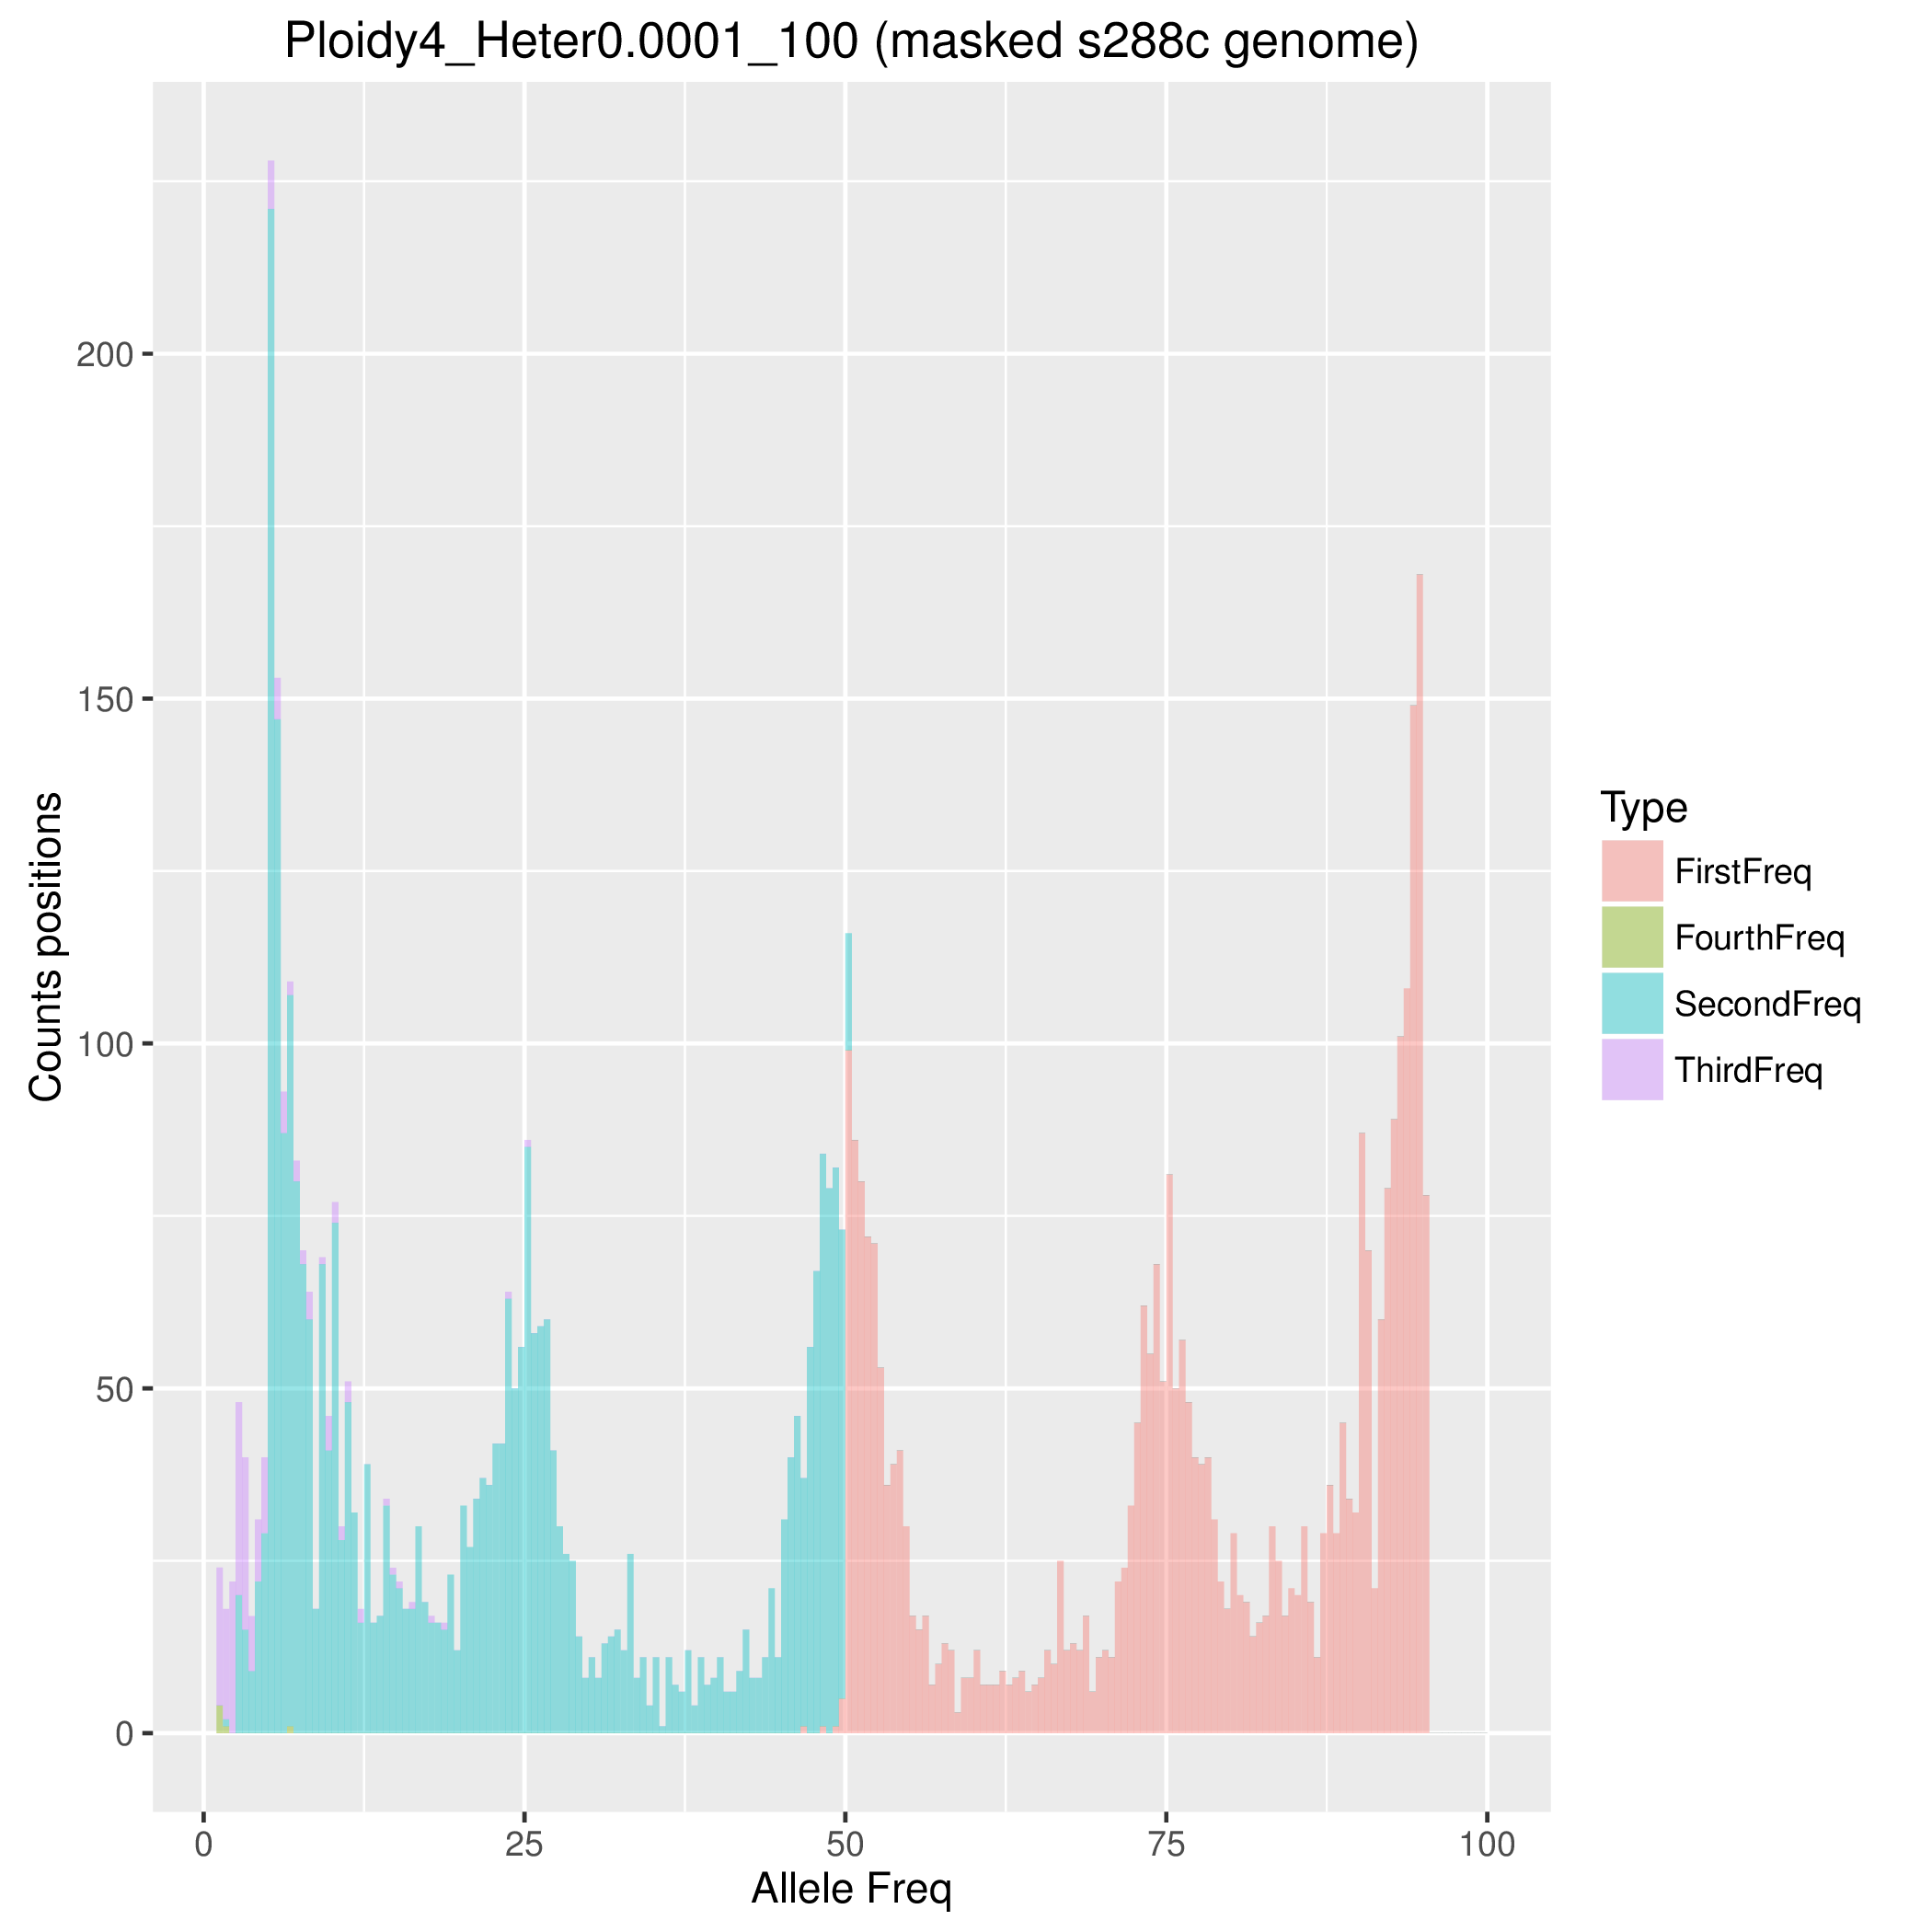 Ploidy4_Heter0.0001_100 (masked s288c genome)
Counts positions
200
150
100
50
0
0 25 50 75 100
Allele Freq
Type
FirstFreq
FourthFreq
SecondFreq
ThirdFreq